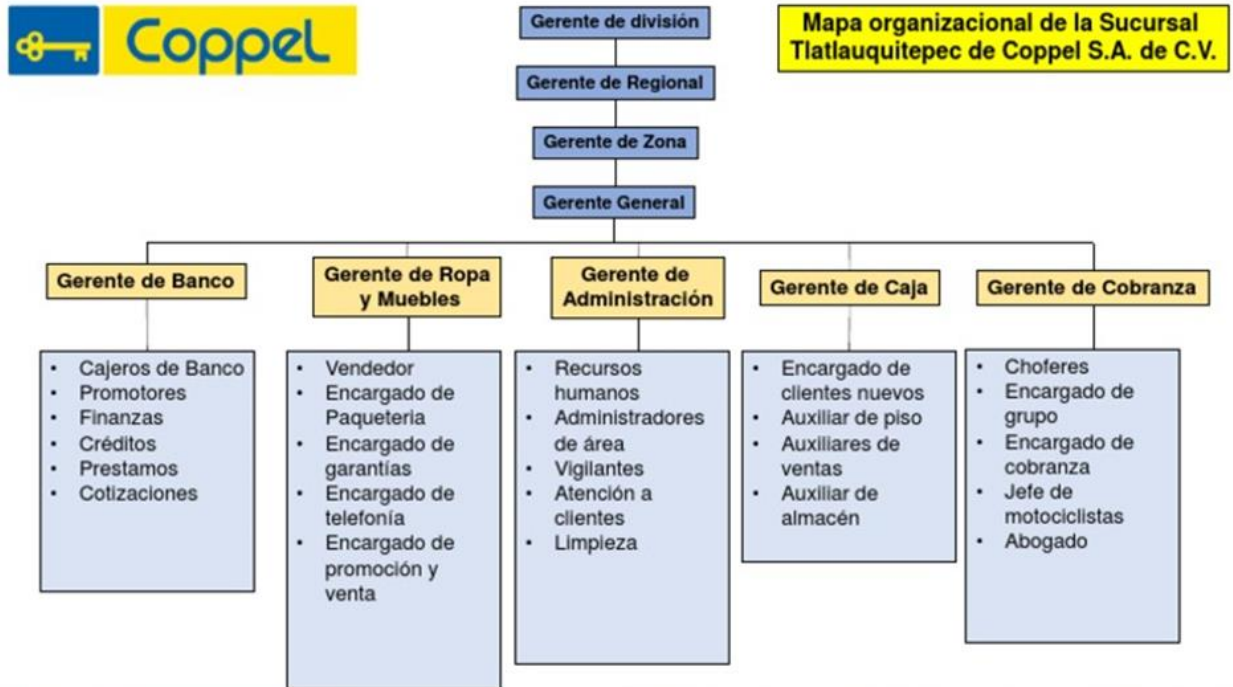 Coppel
Gerente de división
Mapa organizacional de la Sucursal
Tlatlauquitepec de Coppel S.A. de C.V.
Gerente de Regional
Gerente de Zona
Gerente General
Gerente de Banco
Gerente de Ropa
y Muebles
Gerente de
Administración
Gerente de Caja
Gerente de Cobranza
• Cajeros de Banco
• Promotores
• Finanzas
• Créditos
• Prestamos
• Cotizaciones
• Vendedor
• Encargado de
Paqueteria
• Encargado de
garantías
• Encargado de
telefonía
• Encargado de
promoción y
venta
• Recursos
humanos
• Administradores
de área
• Vigilantes
• Atención a
clientes
• Limpieza
• Encargado de
clientes nuevos
• Auxiliar de piso
• Auxiliares de
ventas
• Auxiliar de
almacén
• Choferes
• Encargado de
grupo
• Encargado de
cobranza
• Jefe de
motociclistas
• Abogado